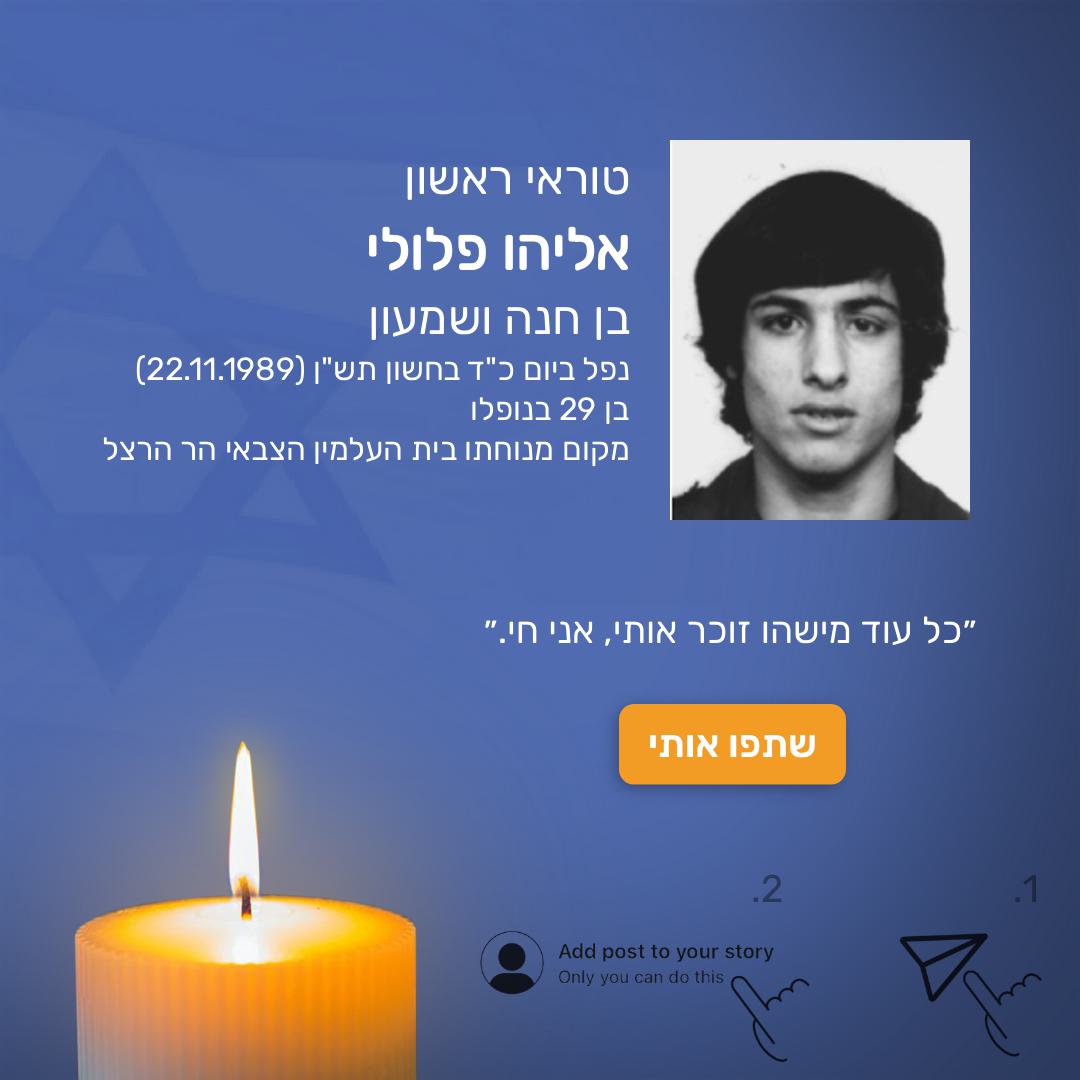 טוראי ראשון
אליהו פלולי
בן חנה ושמעון
נפל ביום כ"ד בחשון תש"ן (22.11.1989)
בן 29 בנופלו
מקום מנוחתו בית העלמין הצבאי הר הרצל
״כל עוד מישהו זוכר אותי, אני חי.״
שתפו אותי
1.
2.
Add post to your story
Only you can do this